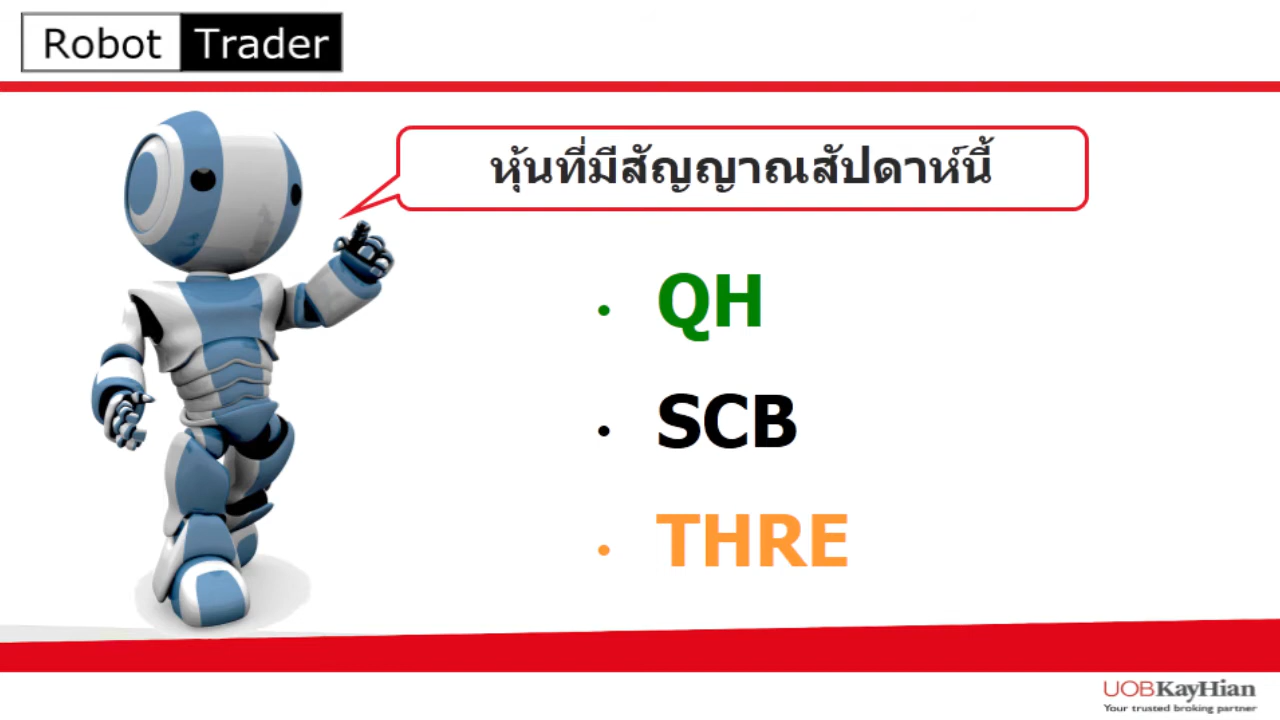 Robot Trader
หุ้นที่มีสัญญาณสัปดาห์นี้
• QH
• SCB
• THRE
UOBKayHian
Your trusted broking partner